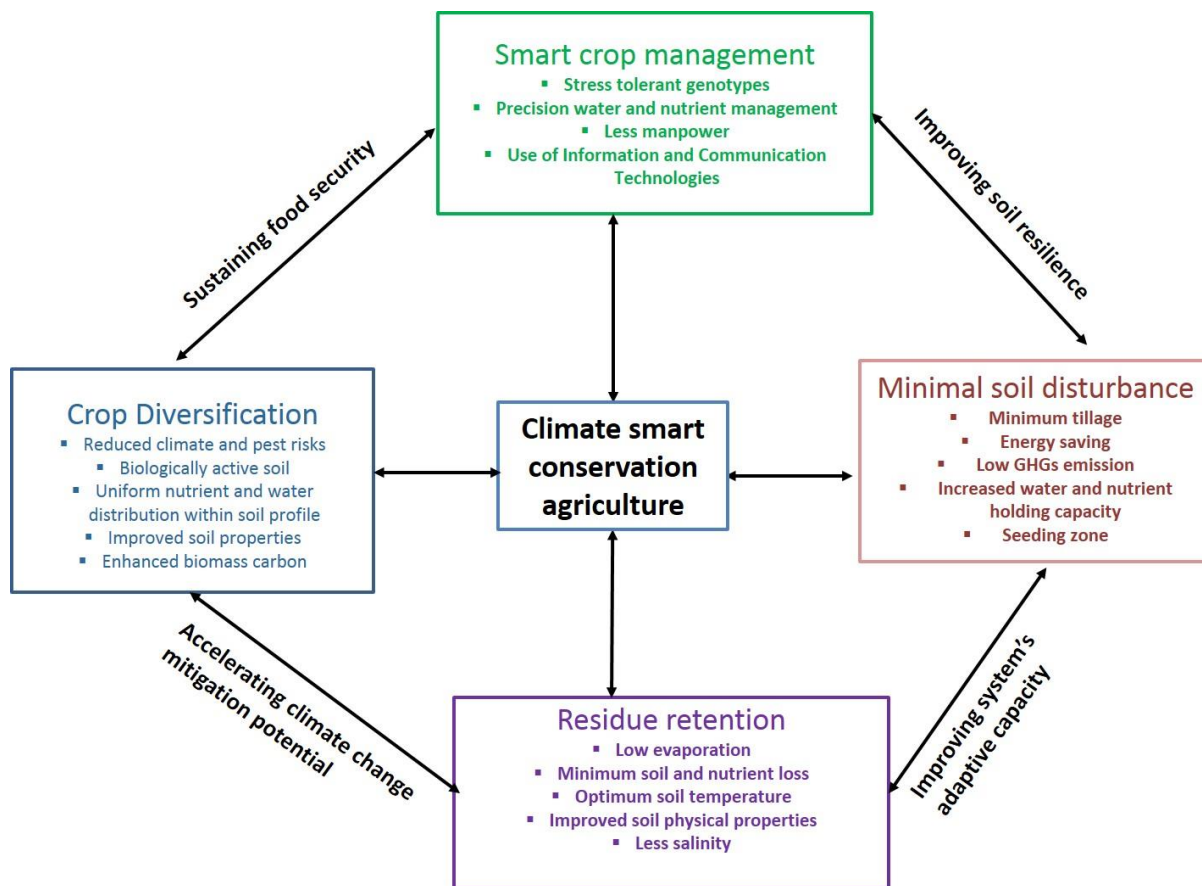 Smart crop management
▪ Stress tolerant genotypes
▪ Precision water and nutrient management
▪ Less manpower
▪ Use of Information and Communication
Technologies
Sustaining food security
Improving soil resilience
Crop Diversification
▪ Reduced climate and pest risks
▪ Biologically active soil
▪ Uniform nutrient and water
distribution within soil profile
▪ Improved soil properties
▪ Enhanced biomass carbon
Climate smart
conservation
agriculture
Minimal soil disturbance
▪ Minimum tillage
▪ Energy saving
▪ Low GHGs emission
▪ Increased water and nutrient
holding capacity
▪ Seeding zone
Accelerating climate change
mitigation potential
Improving system's
adaptive capacity
Residue retention
▪ Low evaporation
▪ Minimum soil and nutrient loss
▪ Optimum soil temperature
▪ Improved soil physical properties
▪ Less salinity